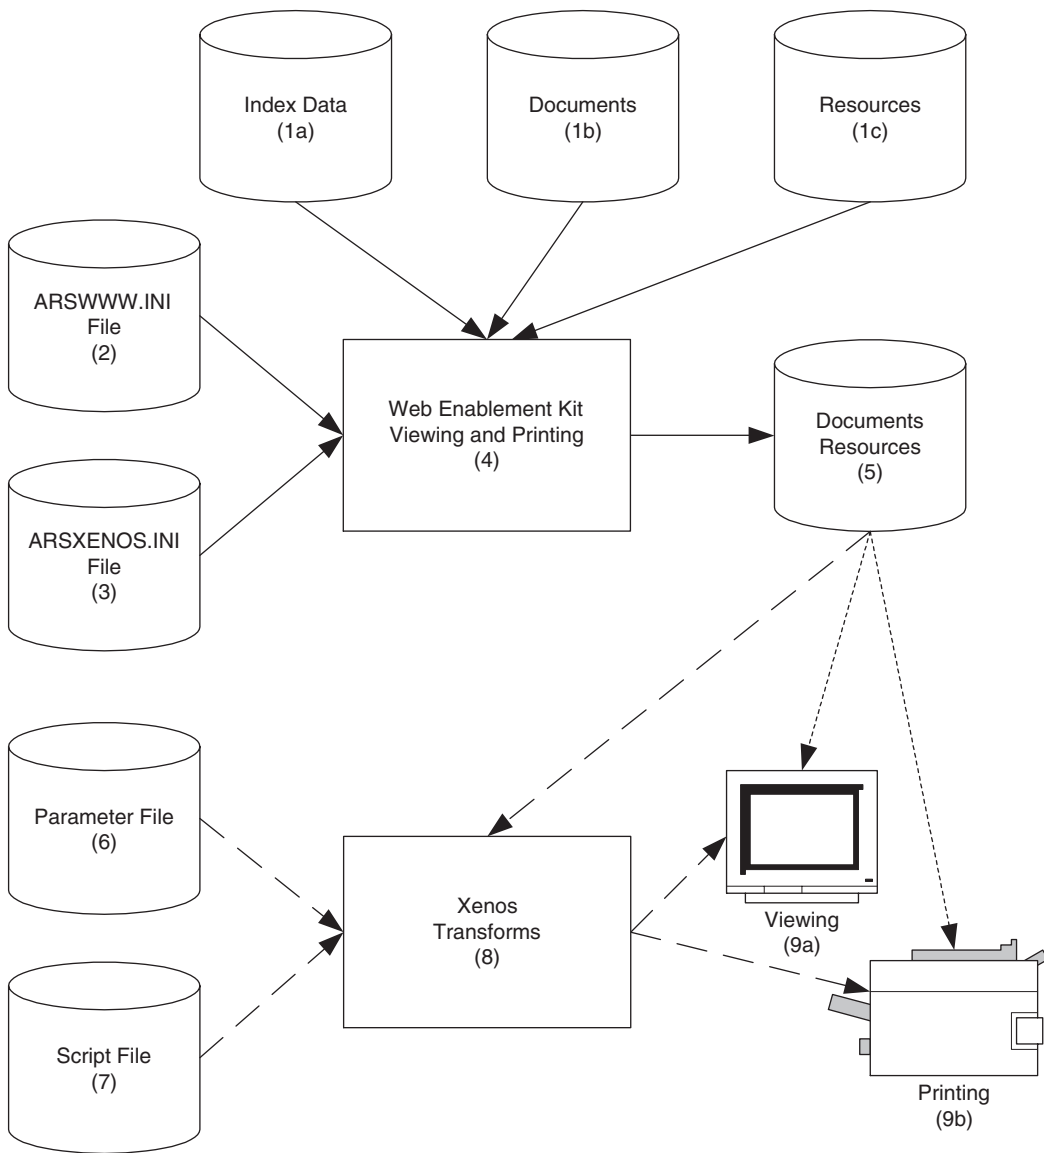 Index Data
(1a)
Documents
(1b)
Resources
(1c)
ARSWWW.INI
File
(2)
Web Enablement Kit
Viewing and Printing
(4)
Documents
Resources
(5)
ARSXENOS.INI
File
(3)
Parameter File
(6)
Xenos
Transforms
(8)
Viewing
(9a)
Script File
(7)
Printing
(9b)